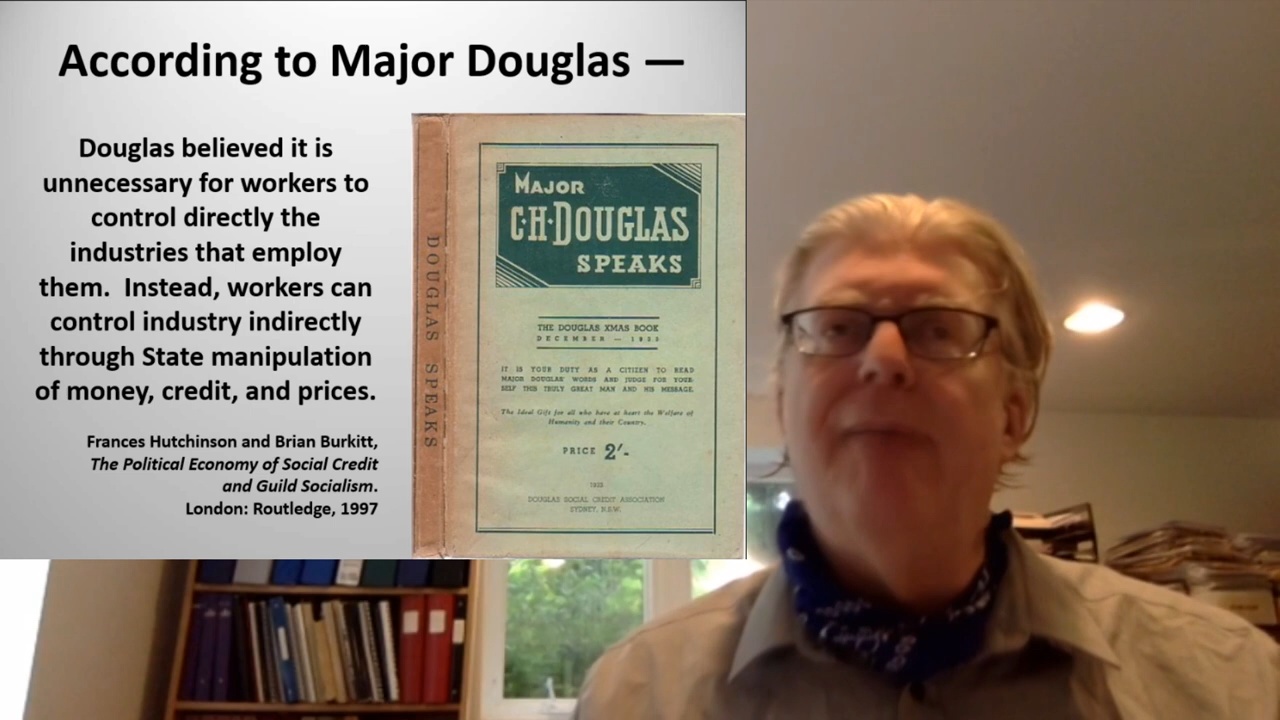 According to Major Douglas —
Douglas believed it is
unnecessary for workers to
control directly the
industries that employ
them. Instead, workers can
control industry indirectly
through State manipulation
of money, credit, and prices.
Frances Hutchinson and Brian Burkitt,
The Political Economy of Social Credit
and Guild Socialism.
London: Routledge, 1997
DOUGLAS SPEAKS
MAJOR
C·H·DOUGLAS
SPEAKS
THE DOUGLAS XMAS BOOK
DECEMBER — 1933
IT IS YOUR DUTY AS A CITIZEN TO READ
MAJOR DOUGLAS' WORDS AND JUDGE FOR YOUR-
SELF THIS TRULY GREAT MAN AND HIS MESSAGE.
The Ideal Gift for all who have at heart the Welfare of
Humanity and their Country.
PRICE 2'/-
1933
DOUGLAS SOCIAL CREDIT ASSOCIATION
SYDNEY, N.S.W.